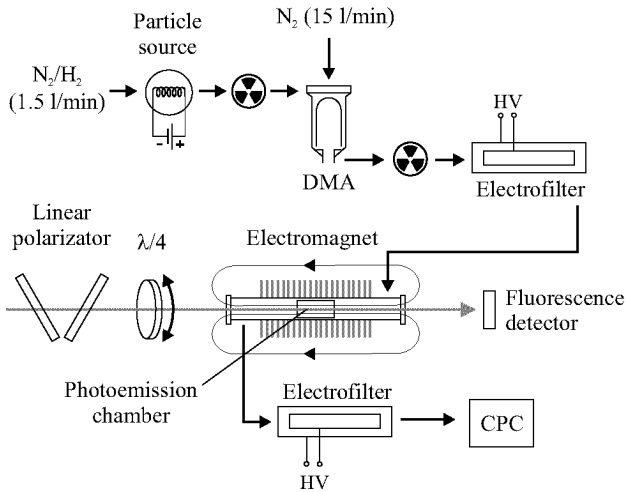 N₂ (15 l/min)
Particle
source
N₂/H₂
(1.5 l/min)
- +
DMA
HV
Electrofilter
Linear
polarizator
λ/4
Electromagnet
Fluorescence
detector
Photoemission
chamber
Electrofilter
CPC
HV